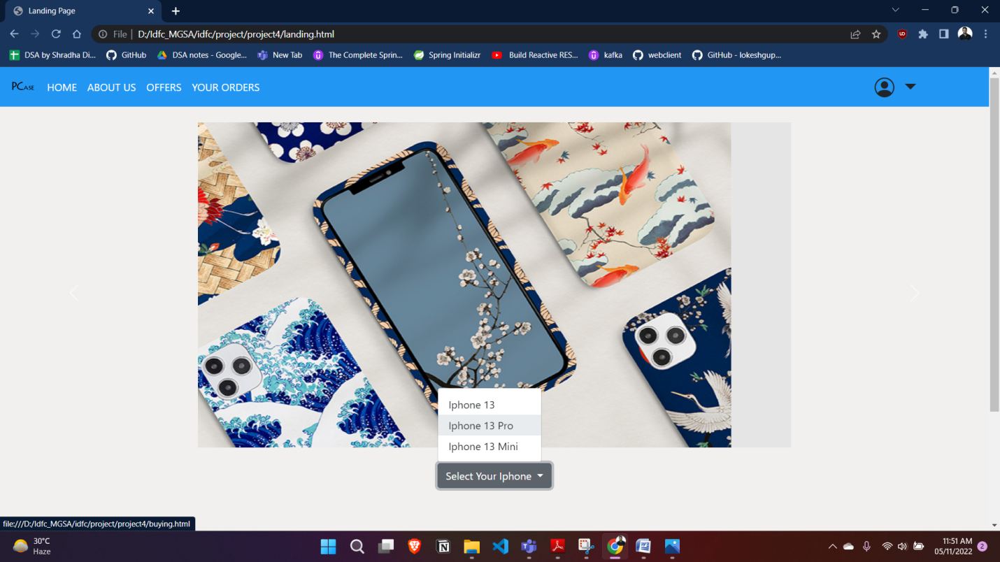 Landing Page
File | D:/Idfc_MGSA/idfc/project/project4/landing.html
DSA by Shradha Di... GitHub DSA notes - Google... New Tab The Complete Sprin... Spring Initializr Build Reactive RES... kafka webclient GitHub - lokeshgup...
PCASE HOME ABOUT US OFFERS YOUR ORDERS
Iphone 13
Iphone 13 Pro
Iphone 13 Mini
Select Your Iphone
file:///D:/Idfc_MGSA/idfc/project/project4/buying.html
30°C
Haze
11:51 AM
05/11/2022
2